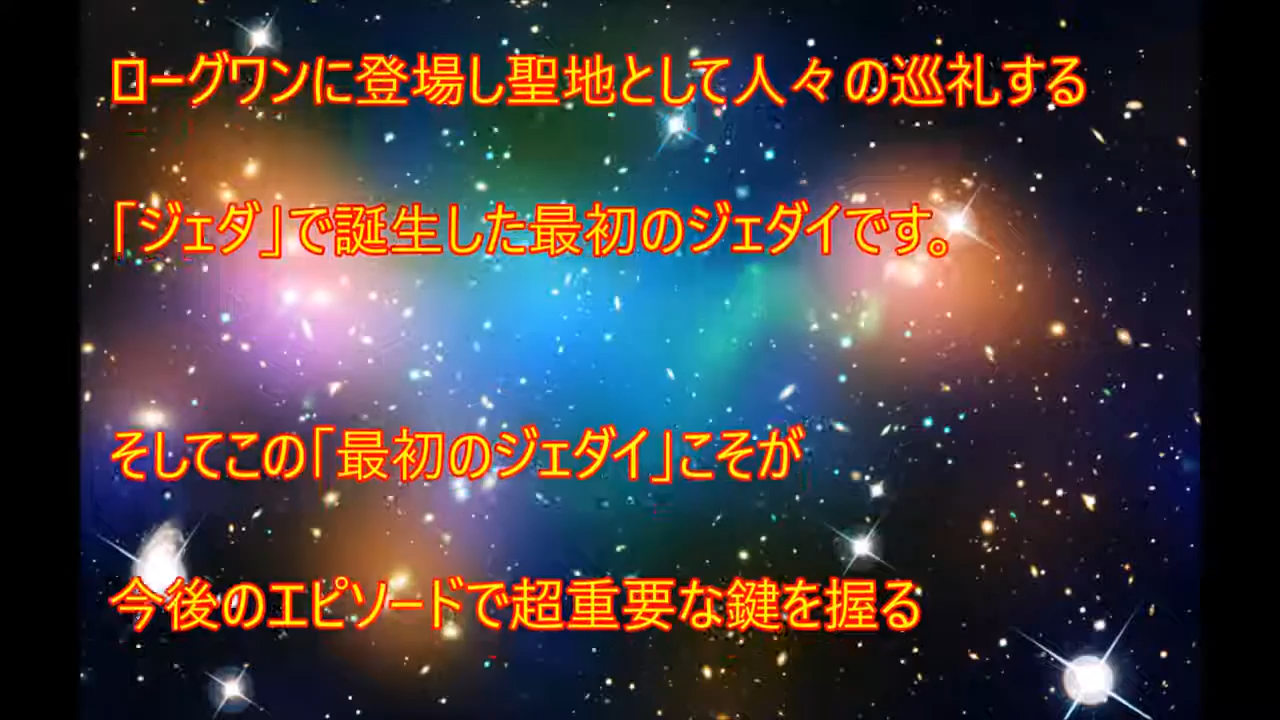 ローグワンに登場し聖地として人々の巡礼する
「ジェダ」で誕生した最初のジェダイです。
そしてこの「最初のジェダイ」こそが
今後のエピソードで超重要な鍵を握る